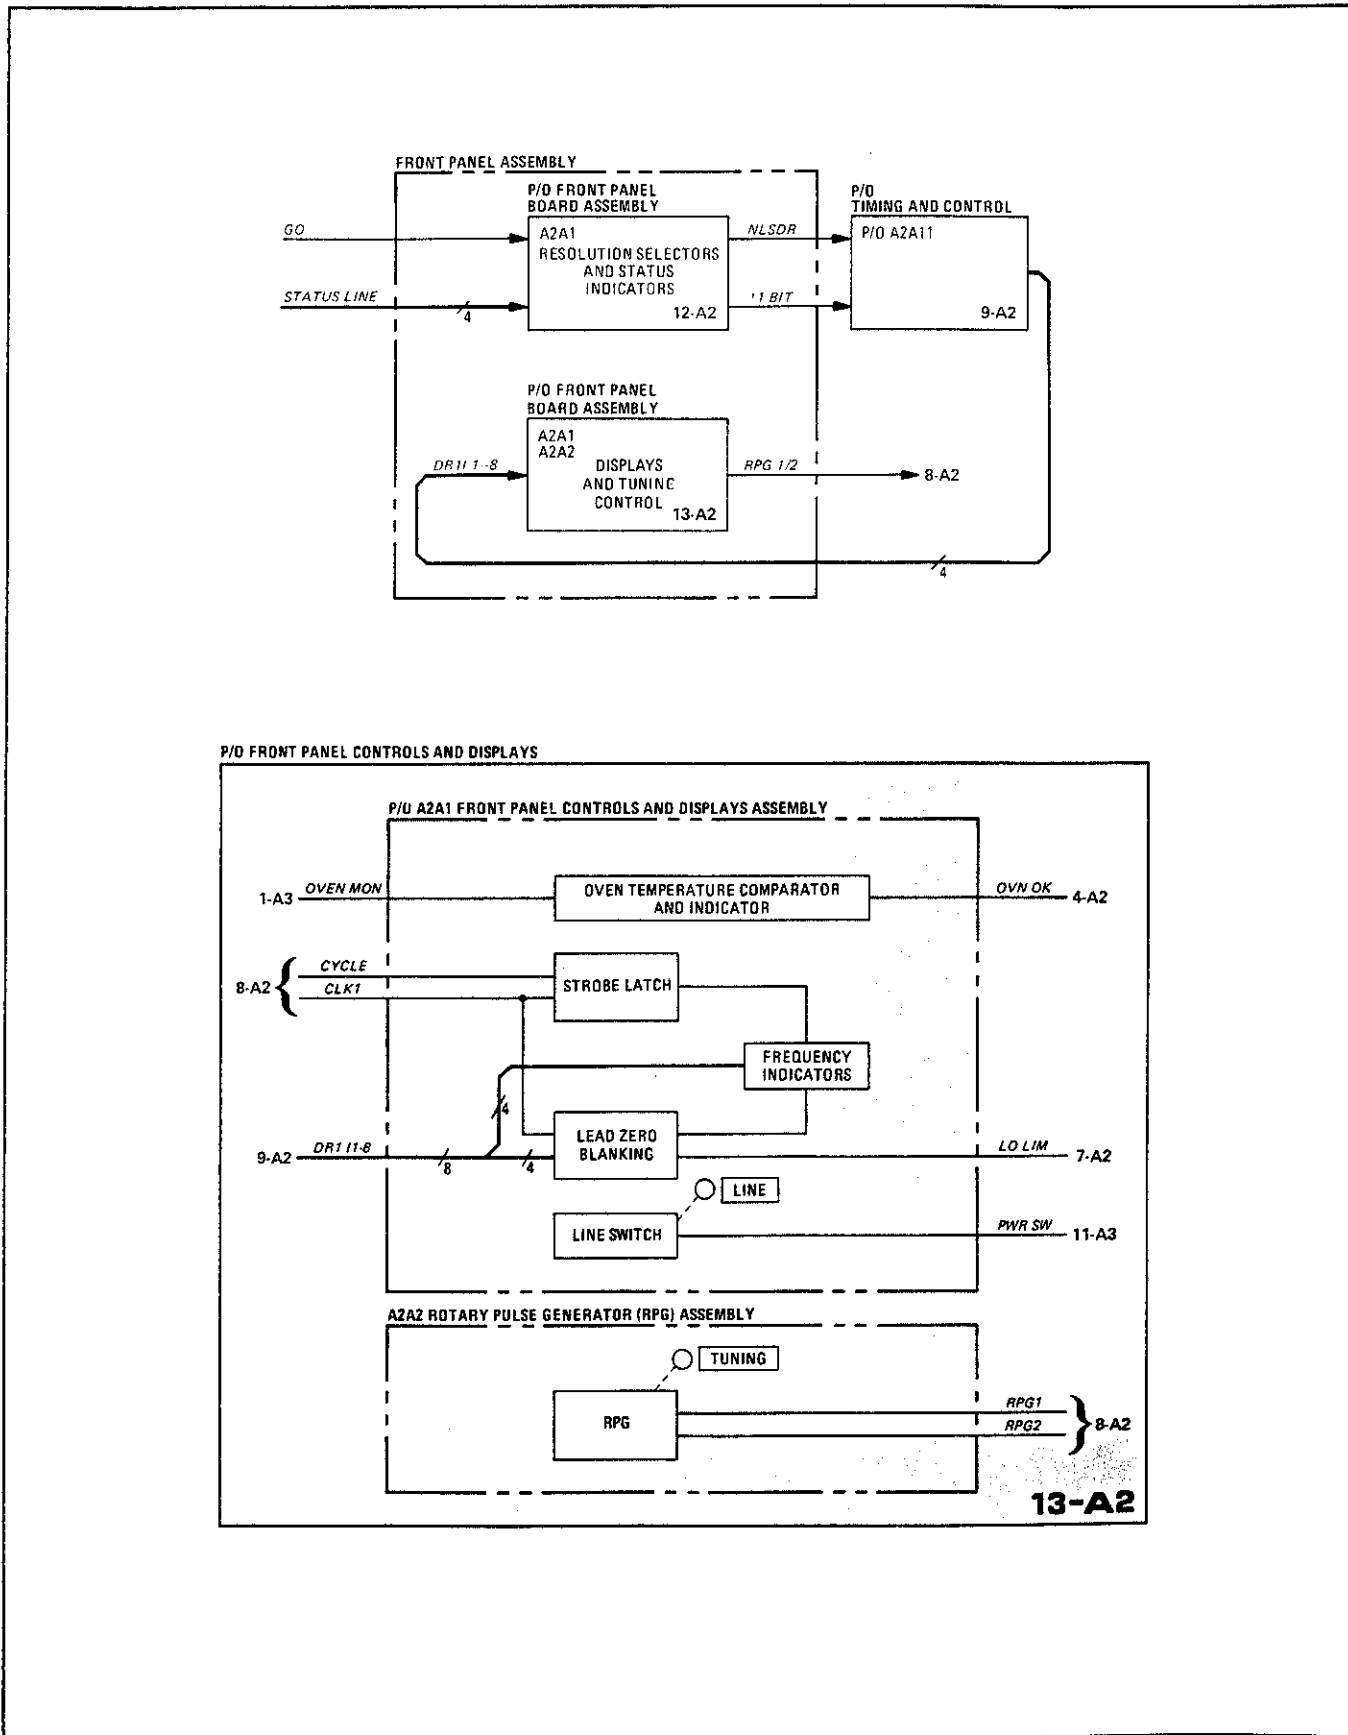 FRONT PANEL ASSEMBLY
P/O FRONT PANEL
BOARD ASSEMBLY
P/O
TIMING AND CONTROL
GO
A2A1
RESOLUTION SELECTORS
AND STATUS
INDICATORS
12-A2
NLSDR
P/O A2A11
9-A2
STATUS LINE
4
BIT
P/O FRONT PANEL
BOARD ASSEMBLY
A2A1
A2A2
DISPLAYS
AND TUNING
CONTROL
13-A2
RPG 1/2
8-A2
4
P/O FRONT PANEL CONTROLS AND DISPLAYS
P/O A2A1 FRONT PANEL CONTROLS AND DISPLAYS ASSEMBLY
1-A3
OVEN MON
OVEN TEMPERATURE COMPARATOR
AND INDICATOR
OVN OK
4-A2
8-A2 {
CYCLE
CLK1
STROBE LATCH
FREQUENCY
INDICATORS
4
9-A2
DR1 I1-8
8
4
LEAD ZERO
BLANKING
LO LIM
7-A2
LINE
LINE SWITCH
PWR SW
11-A3
A2A2 ROTARY PULSE GENERATOR (RPG) ASSEMBLY
TUNING
RPG
RPG1
RPG2
} 8-A2
13-A2